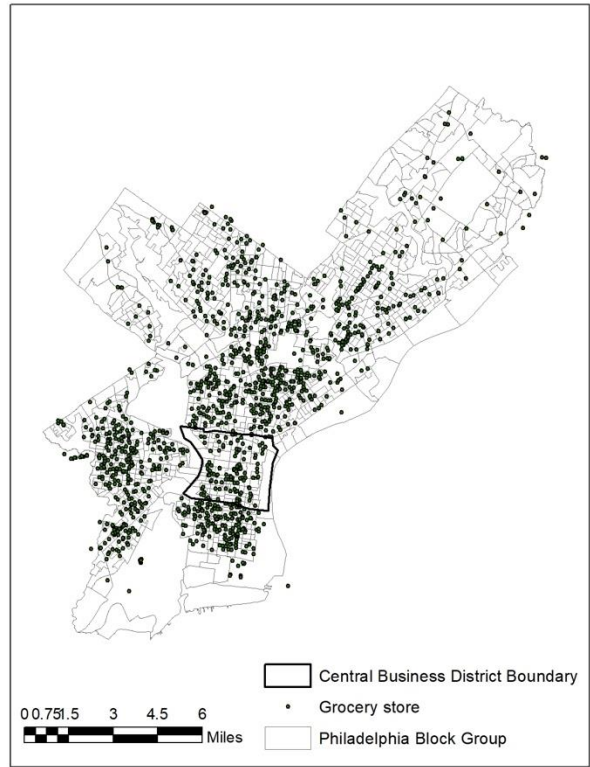 Central Business District Boundary
Grocery store
Philadelphia Block Group
0 0.75 1.5 3 4.5 6
Miles